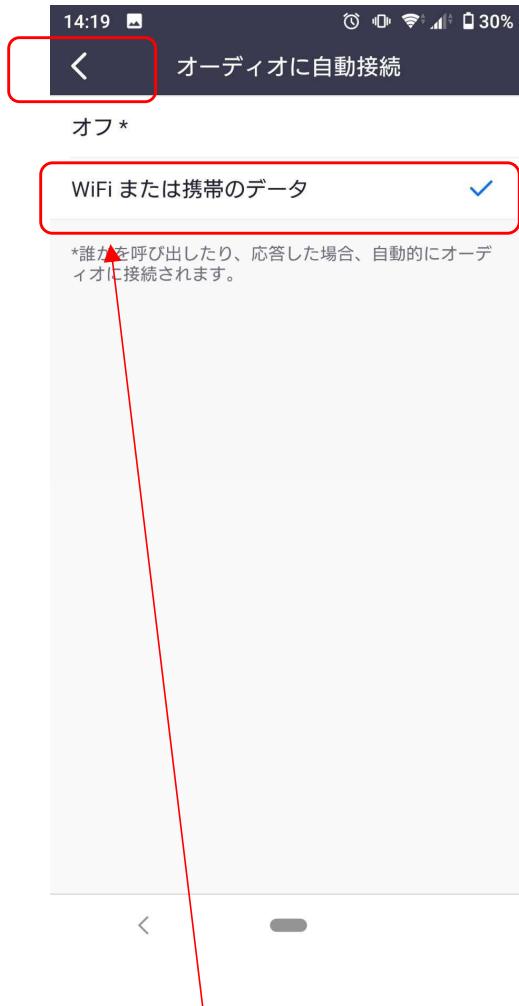 14:19 30%
オーディオに自動接続
オフ *
WiFi または携帯のデータ
*誰かを呼び出したり、応答した場合、自動的にオーデ
ィオに接続されます。